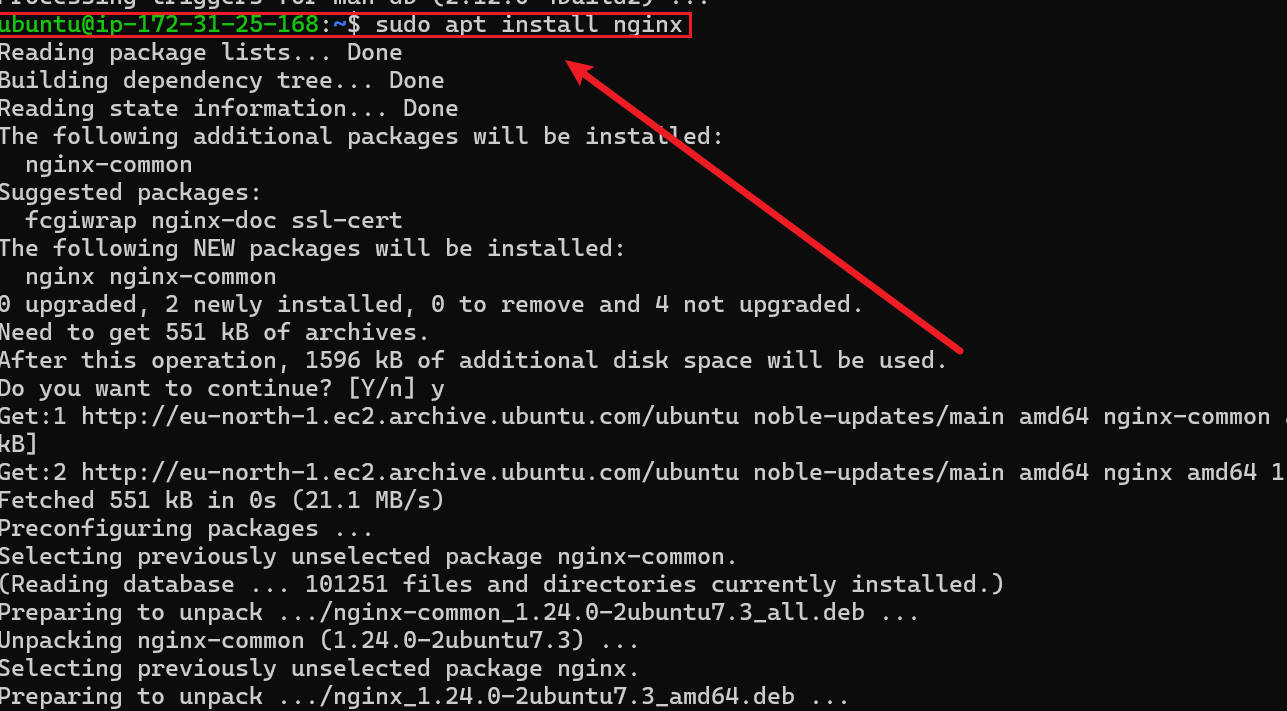 Processing triggers for man-db (2.12.0-4build2) ...
ubuntu@ip-172-31-25-168:~$ sudo apt install nginx
Reading package lists... Done
Building dependency tree... Done
Reading state information... Done
The following additional packages will be installed:
  nginx-common
Suggested packages:
  fcgiwrap nginx-doc ssl-cert
The following NEW packages will be installed:
  nginx nginx-common
0 upgraded, 2 newly installed, 0 to remove and 4 not upgraded.
Need to get 551 kB of archives.
After this operation, 1596 kB of additional disk space will be used.
Do you want to continue? [Y/n] y
Get:1 http://eu-north-1.ec2.archive.ubuntu.com/ubuntu noble-updates/main amd64 nginx-common
kB]
Get:2 http://eu-north-1.ec2.archive.ubuntu.com/ubuntu noble-updates/main amd64 nginx amd64 1
Fetched 551 kB in 0s (21.1 MB/s)
Preconfiguring packages ...
Selecting previously unselected package nginx-common.
(Reading database ... 101251 files and directories currently installed.)
Preparing to unpack .../nginx-common_1.24.0-2ubuntu7.3_all.deb ...
Unpacking nginx-common (1.24.0-2ubuntu7.3) ...
Selecting previously unselected package nginx.
Preparing to unpack .../nginx_1.24.0-2ubuntu7.3_amd64.deb ...